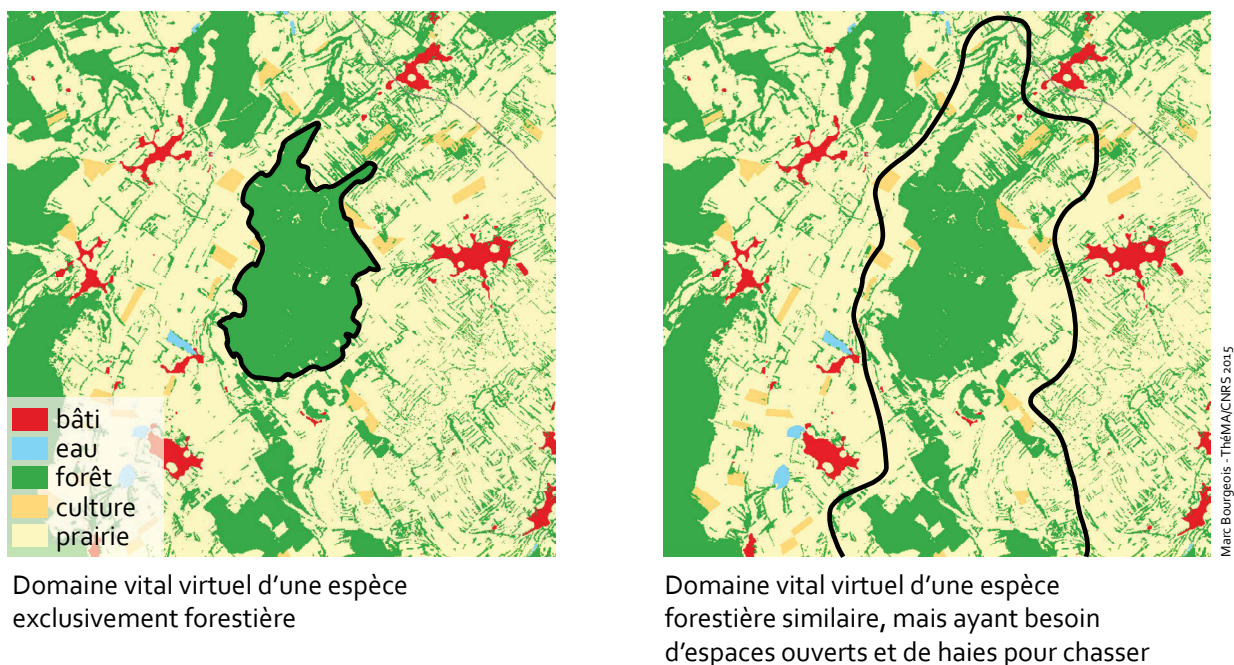 bâti
eau
forêt
culture
prairie
Domaine vital virtuel d'une espèce
exclusivement forestière
Domaine vital virtuel d'une espèce
forestière similaire, mais ayant besoin
d'espaces ouverts et de haies pour chasser
Marc Bourgeois - ThéMA/CNRS 2015